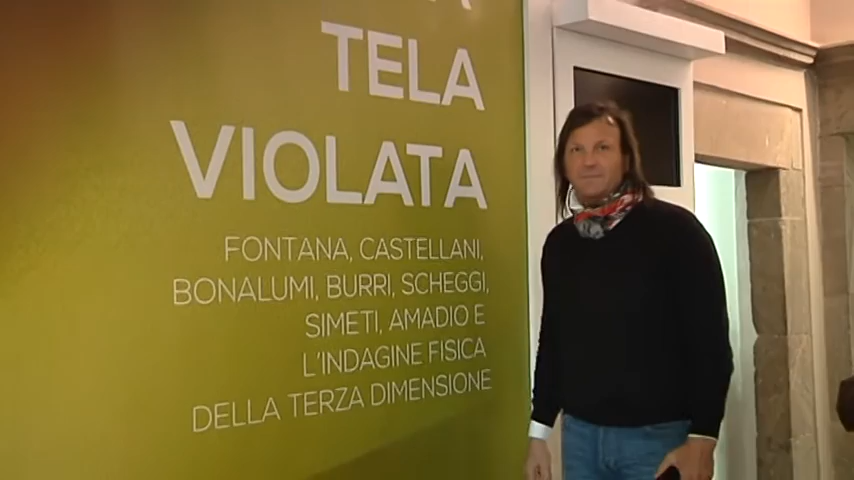 TELA
VIOLATA
FONTANA, CASTELLANI,
BONALUMI, BURRI, SCHEGGI,
SIMETI, AMADIO E
L'INDAGINE FISICA
DELLA TERZA DIMENSIONE